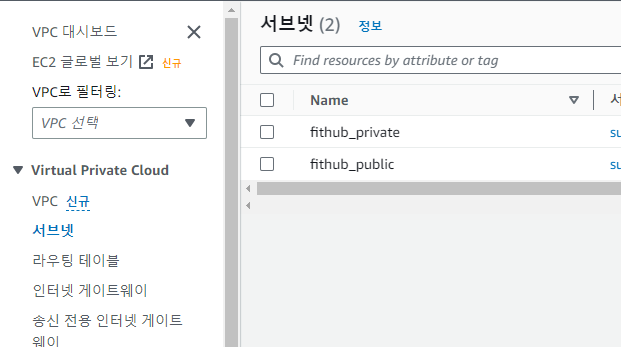 VPC 대시보드
EC2 글로벌 보기 신규
VPC로 필터링:
VPC 선택
Virtual Private Cloud
VPC 신규
서브넷
라우팅 테이블
인터넷 게이트웨이
송신 전용 인터넷 게이트
웨이
서브넷 (2) 정보
Find resources by attribute or tag
Name
fithub_private
su
fithub_public
su